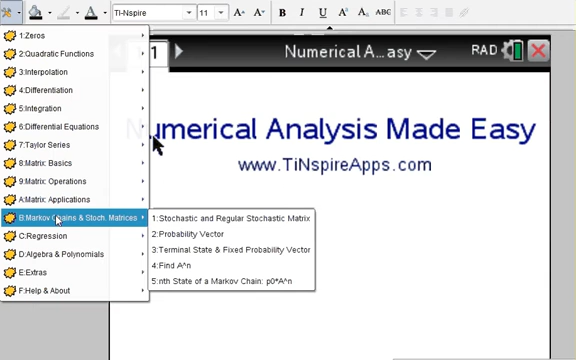 TI-Nspire 11 A A B I U A A ABC
1:Zeros
2:Quadratic Functions
3:Interpolation
4:Differentiation
5:Integration
6:Differential Equations
7:Taylor Series
8:Matrix: Basics
9:Matrix: Operations
A:Matrix: Applications
B:Markov Chains & Stoch. Matrices
C:Regression
D:Algebra & Polynomials
E:Extras
F:Help & About
1:Stochastic and Regular Stochastic Matrix
2:Probability Vector
3:Terminal State & Fixed Probability Vector
4:Find A^n
5:nth State of a Markov Chain: p0*A^n
1 Numerical A...asy RAD
Numerical Analysis Made Easy
www.TiNspireApps.com